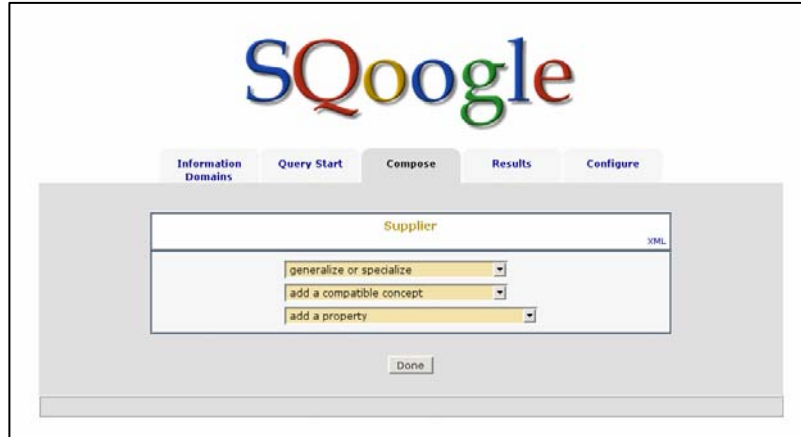 SQoogle
Information Domains Query Start Compose Results Configure
Supplier
XML
generalize or specialize
add a compatible concept
add a property
Done